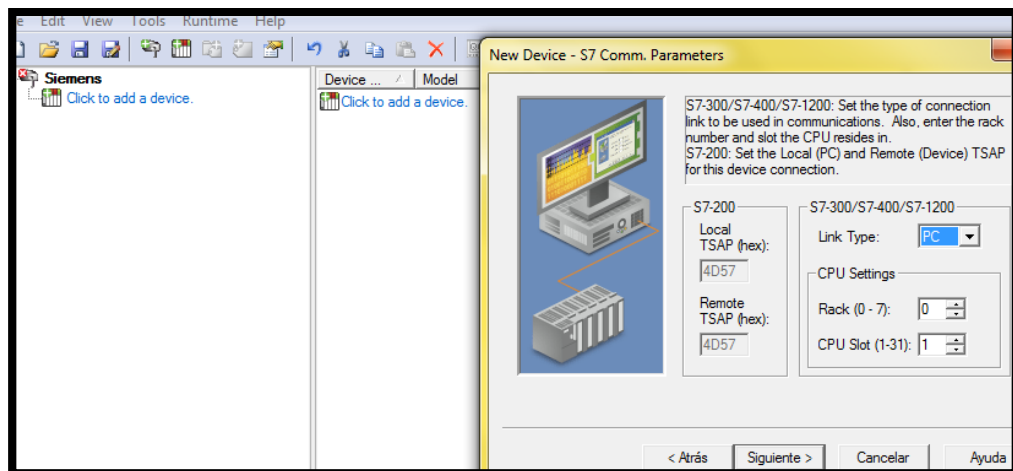 e Edit View Tools Runtime Help
Siemens
Click to add a device.
Device ... / Model
Click to add a device.
New Device - S7 Comm. Parameters
S7-300/S7-400/S7-1200: Set the type of connection
link to be used in communications. Also, enter the rack
number and slot the CPU resides in.
S7-200: Set the Local (PC) and Remote (Device) TSAP
for this device connection.
S7-200
Local
TSAP (hex):
4D57
Remote
TSAP (hex):
4D57
S7-300/S7-400/S7-1200
Link Type: PC
CPU Settings
Rack (0 - 7): 0
CPU Slot (1-31): 1
< Atrás Siguiente > Cancelar Ayuda